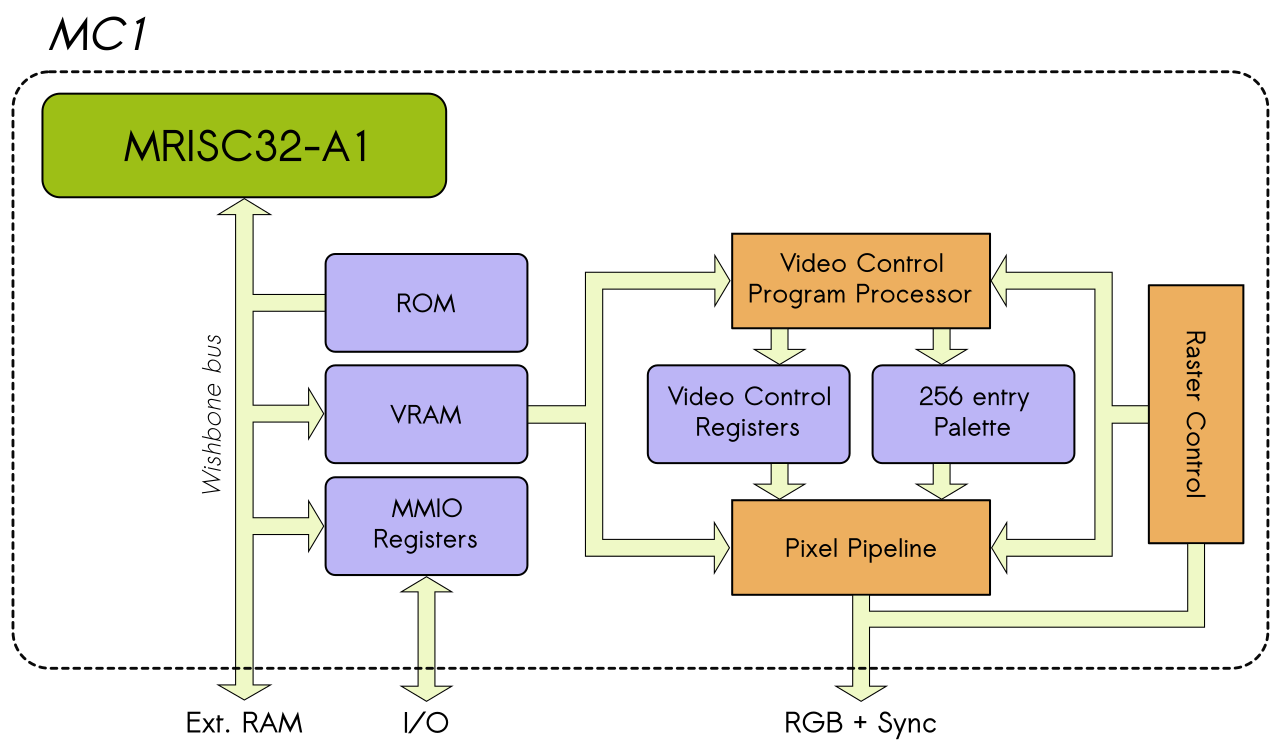 MC1
MRISC32-A1
ROM
VRAM
MMIO
Registers
Wishbone bus
Video Control
Program Processor
Video Control
Registers
256 entry
Palette
Pixel Pipeline
Raster Control
Ext. RAM
I/O
RGB + Sync